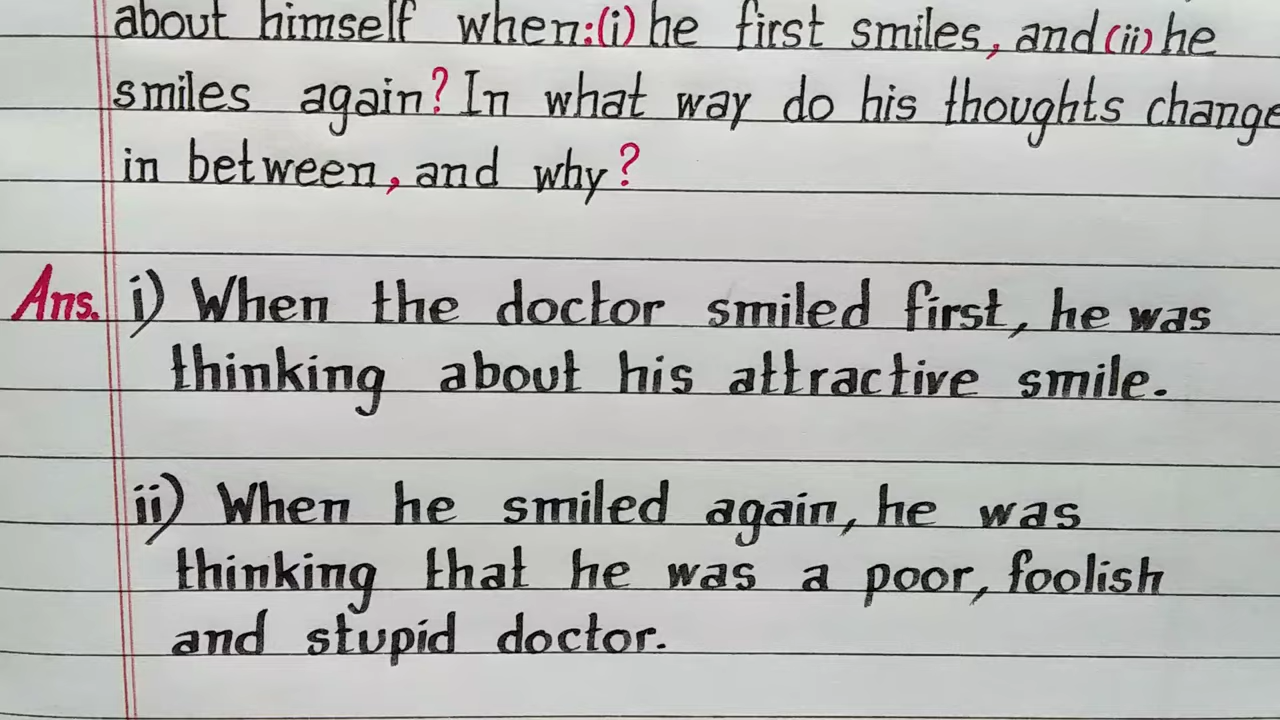 about himself when:(i) he first smiles, and (ii) he
smiles again? In what way do his thoughts change
in between, and why?
Ans. i) When the doctor smiled first, he was
thinking about his attractive smile.
ii) When he smiled again, he was
thinking that he was a poor, foolish
and stupid doctor.